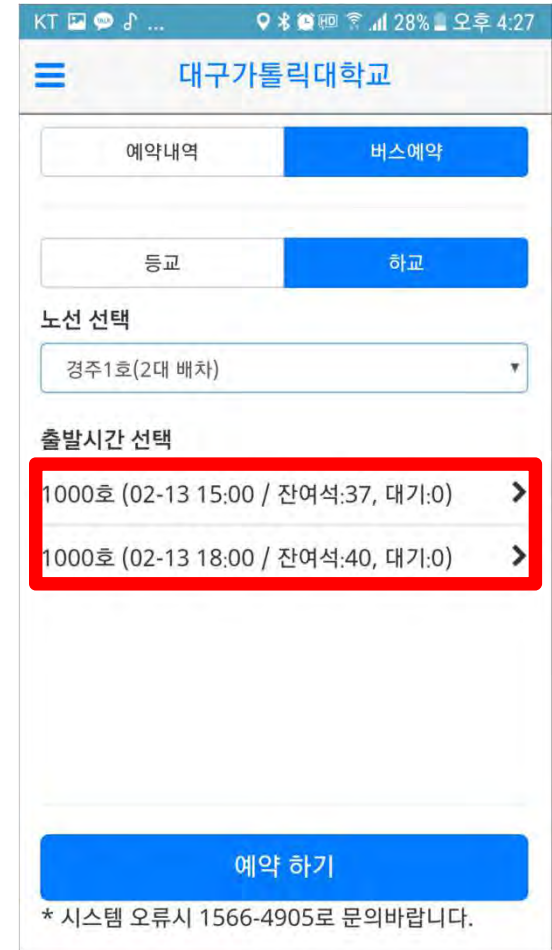 KT ... HD 28% 오후 4:27
대구가톨릭대학교
예약내역 버스예약
등교 하교
노선 선택
경주1호(2대 배차)
출발시간 선택
1000호 (02-13 15:00 / 잔여석:37, 대기:0)
1000호 (02-13 18:00 / 잔여석:40, 대기:0)
예약 하기
* 시스템 오류시 1566-4905로 문의바랍니다.